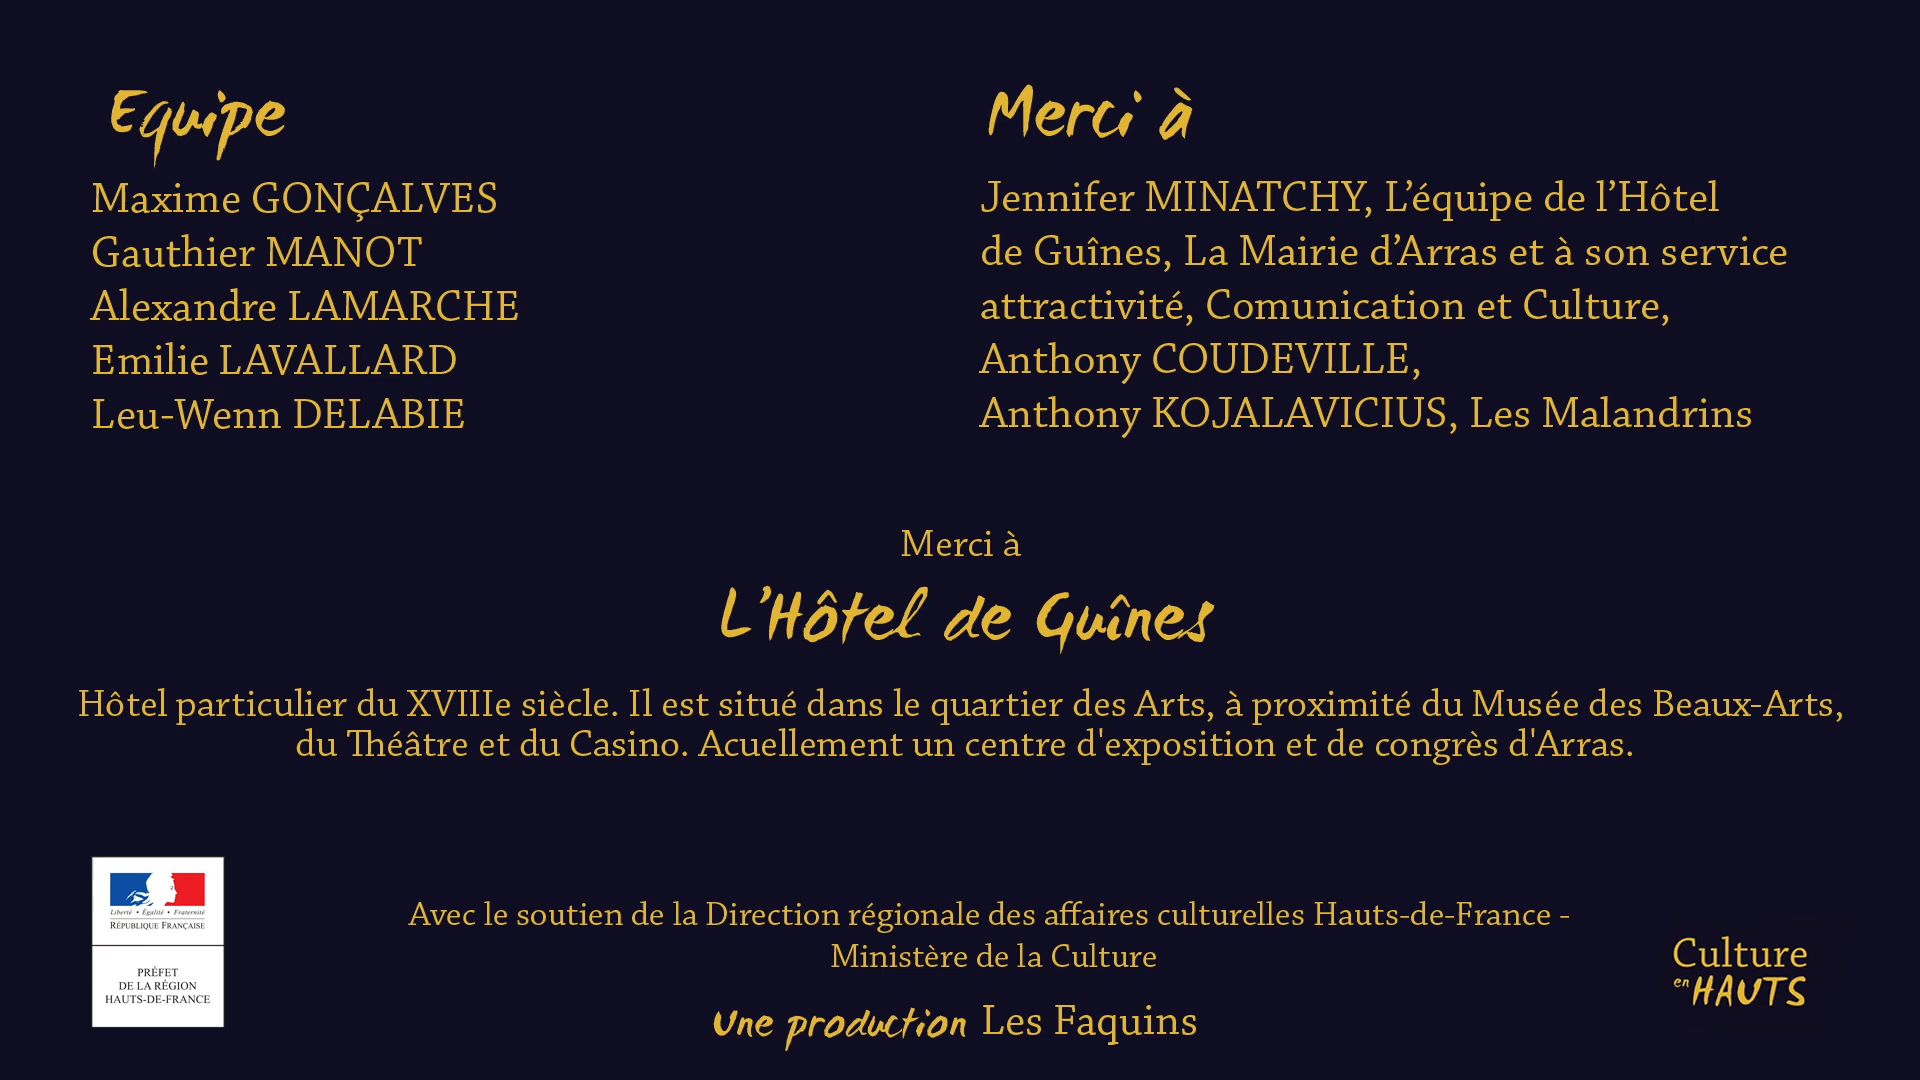 Equipe
Maxime GONÇALVES
Gauthier MANOT
Alexandre LAMARCHE
Emilie LAVALLARD
Leu-Wenn DELABIE
Merci à
Jennifer MINATCHY, L’équipe de l’Hôtel
de Guînes, La Mairie d’Arras et à son service
attractivité, Comunication et Culture,
Anthony COUDEVILLE,
Anthony KOJALAVICIUS, Les Malandrins
Merci à
L’Hôtel de Guînes
Hôtel particulier du XVIIIe siècle. Il est situé dans le quartier des Arts, à proximité du Musée des Beaux-Arts,
du Théâtre et du Casino. Acuellement un centre d'exposition et de congrès d'Arras.
Liberté • Égalité • Fraternité
RÉPUBLIQUE FRANÇAISE
PRÉFET
DE LA RÉGION
HAUTS-DE-FRANCE
Avec le soutien de la Direction régionale des affaires culturelles Hauts-de-France -
Ministère de la Culture
Une production Les Faquins
Culture
en HAUTS